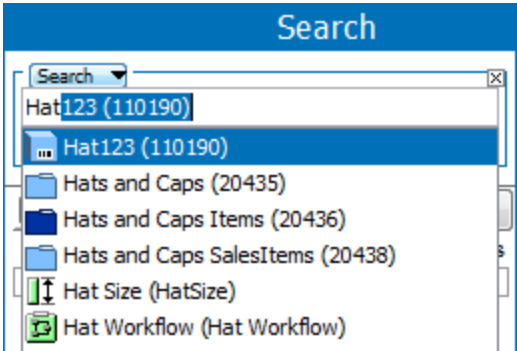 Search
Search
Hat123 (110190)
Hat123 (110190)
Hats and Caps (20435)
Hats and Caps Items (20436)
Hats and Caps SalesItems (20438)
Hat Size (HatSize)
Hat Workflow (Hat Workflow)